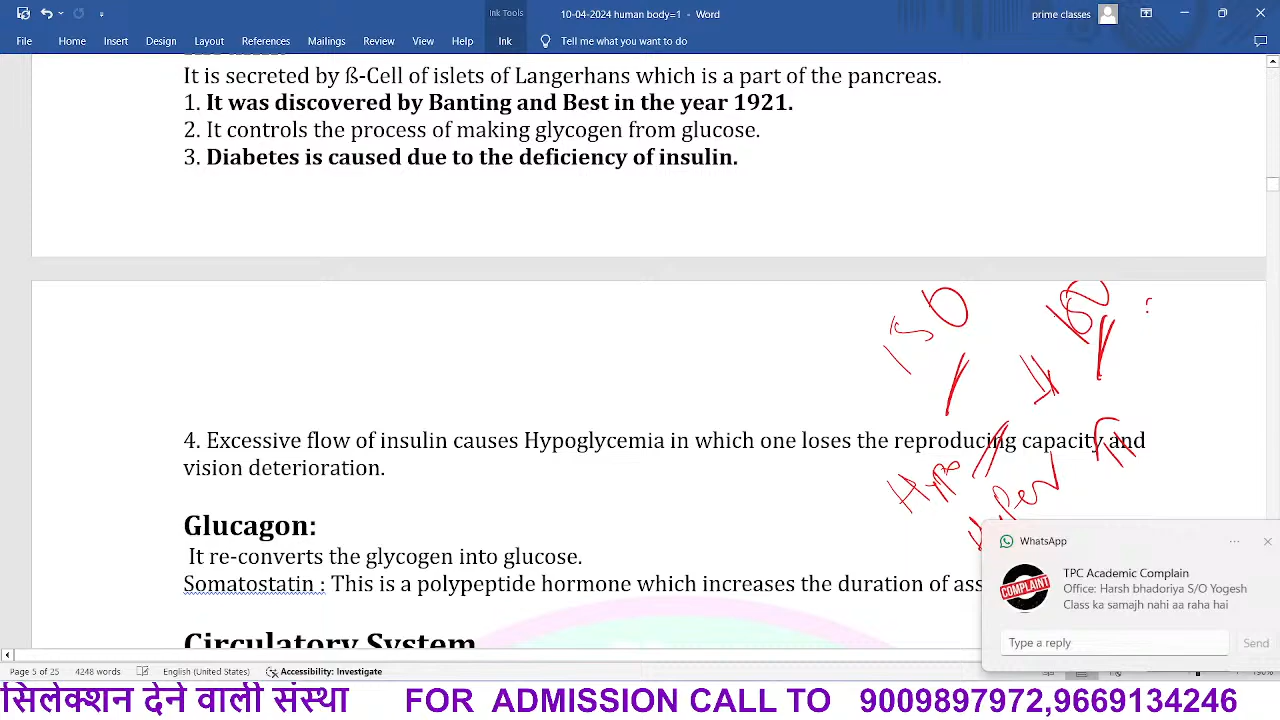 Ink Tools
10-04-2024 human body=1 - Word
prime classes
File Home Insert Design Layout References Mailings Review View Help Ink Tell me what you want to do
It is secreted by ß-Cell of islets of Langerhans which is a part of the pancreas.
1. It was discovered by Banting and Best in the year 1921.
2. It controls the process of making glycogen from glucose.
3. Diabetes is caused due to the deficiency of insulin.
ISO
4. Excessive flow of insulin causes Hypoglycemia in which one loses the reproducing capacity and
vision deterioration.
Hypo
Hyper
Glucagon:
It re-converts the glycogen into glucose.
Somatostatin : This is a polypeptide hormone which increases the duration of ass
Circulatory System
WhatsApp
TPC Academic Complain
COMPLAINT
Office: Harsh bhadoriya S/O Yogesh
Class ka samajh nahi aa raha hai
Type a reply
Send
Page 5 of 25 4248 words English (United States) Accessibility: Investigate
सिलेक्शन देने वाली संस्था FOR ADMISSION CALL TO 9009897972,9669134246